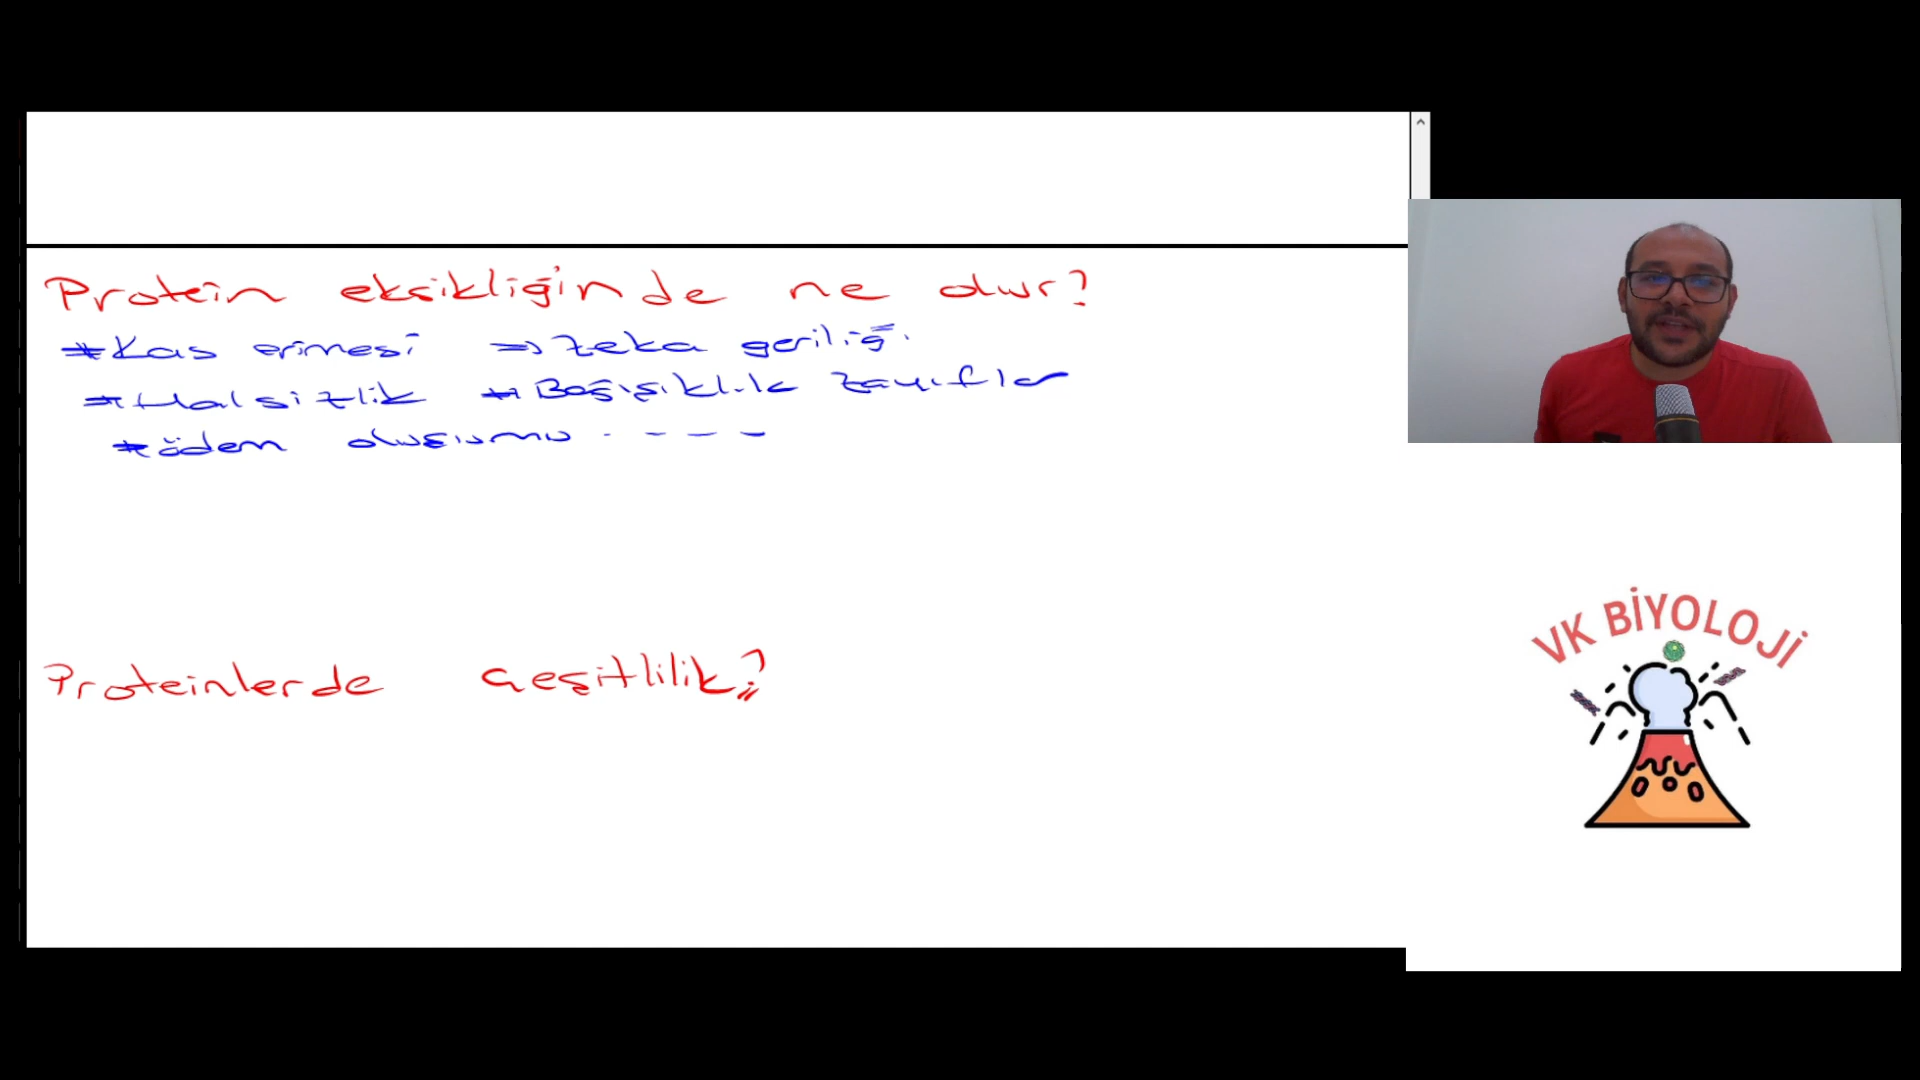 Protein eksikliğinde ne olur?
* Kas erimesi => Zeka geriliği
* Halsizlik * Bağışıklık zayıflar
* ödem oluşumu - - - -
Proteinlerde çeşitlilik?
VK BİYOLOJİ